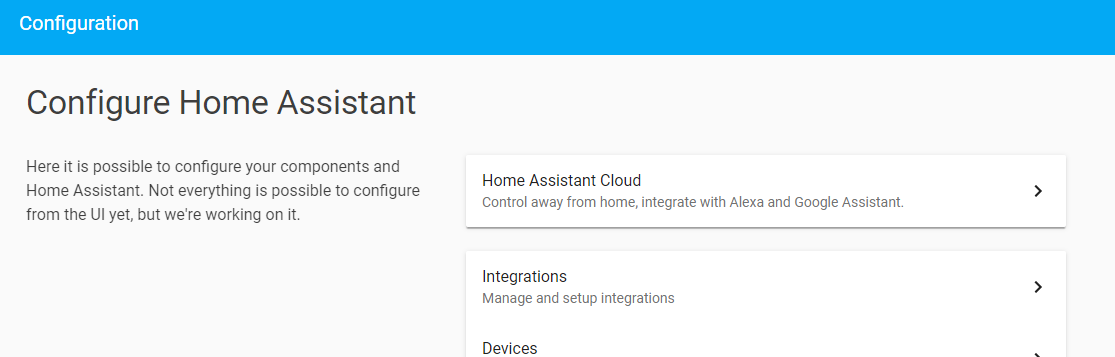 Configuration
Configure Home Assistant
Here it is possible to configure your components and
Home Assistant. Not everything is possible to configure
from the UI yet, but we're working on it.
Home Assistant Cloud
Control away from home, integrate with Alexa and Google Assistant.
Integrations
Manage and setup integrations
Devices